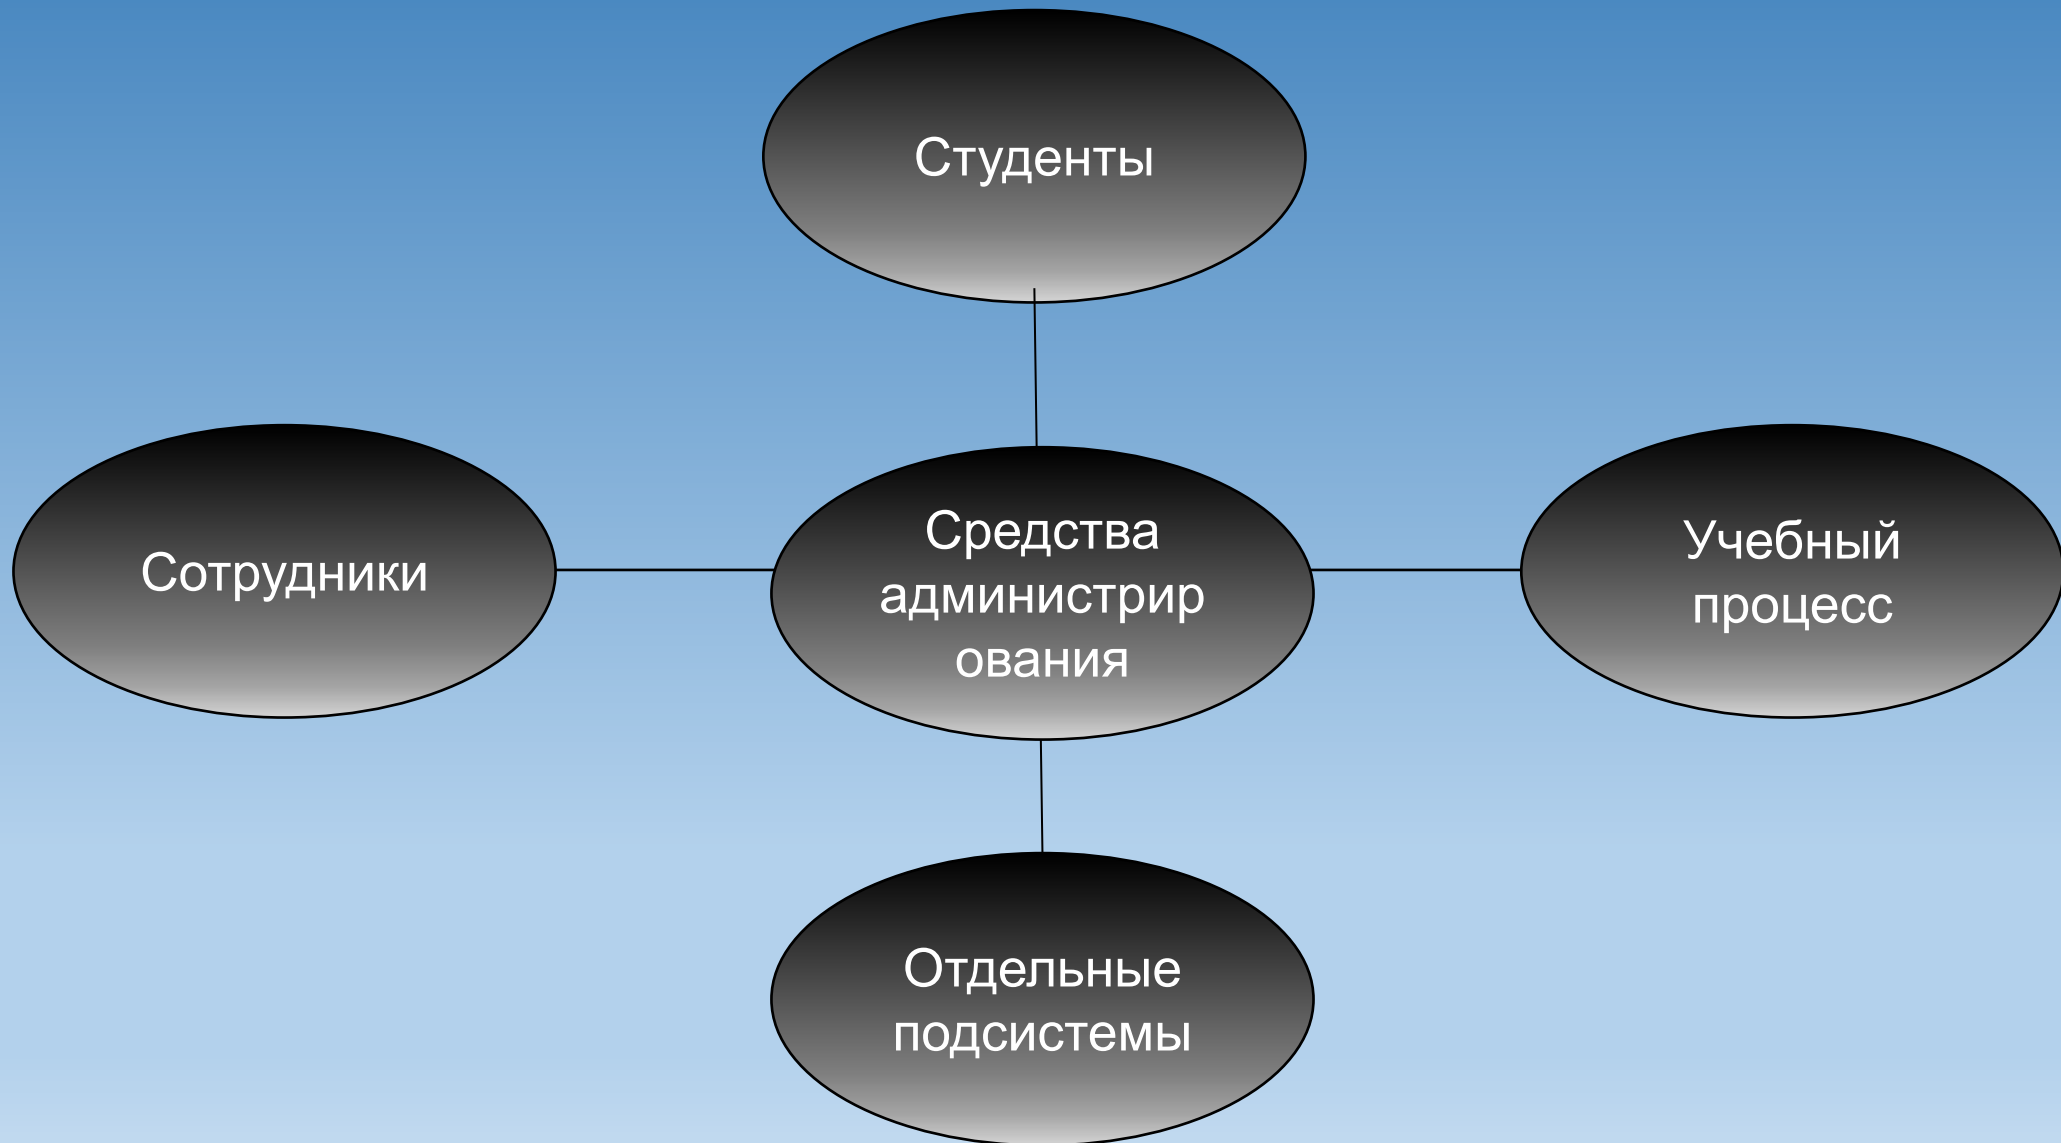 Студенты
Сотрудники
Средства
администрир
ования
Учебный
процесс
Отдельные
подсистемы